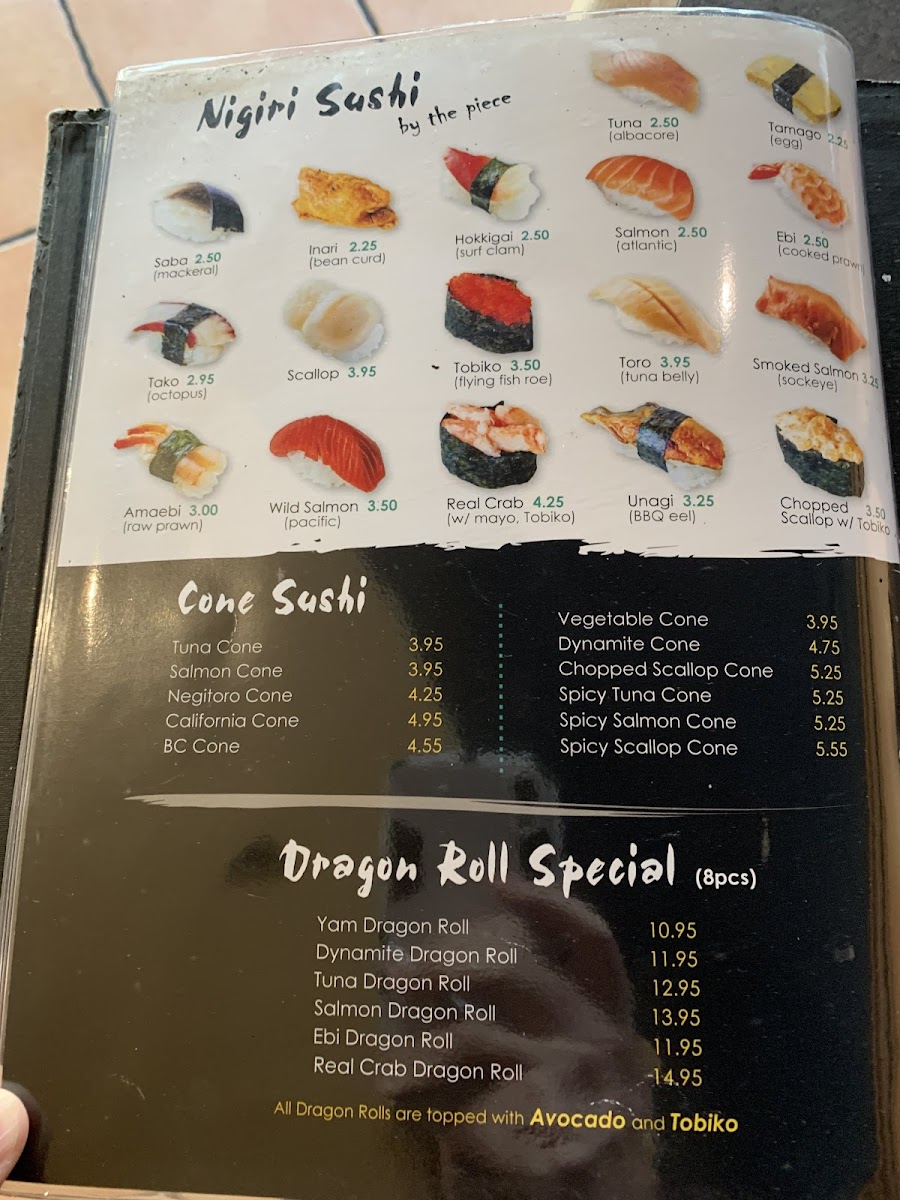 Nigiri Sushi
by the piece
Tuna 2.50
(albacore)
Tamago 2.25
(egg)
Saba 2.50
(mackeral)
Inari 2.25
(bean curd)
Hokkigai 2.50
(surf clam)
Salmon 2.50
(atlantic)
Ebi 2.50
(cooked prawn)
Tako 2.95
(octopus)
Scallop 3.95
Tobiko 3.50
(flying fish roe)
Toro 3.95
(tuna belly)
Smoked Salmon 3.25
(sockeye)
Amaebi 3.00
(raw prawn)
Wild Salmon 3.50
(pacific)
Real Crab 4.25
(w/ mayo, Tobiko)
Unagi 3.25
(BBQ eel)
Chopped 3.50
Scallop w/ Tobiko
Cone Sushi
Tuna Cone 3.95
Salmon Cone 3.95
Negitoro Cone 4.25
California Cone 4.95
BC Cone 4.55
Vegetable Cone 3.95
Dynamite Cone 4.75
Chopped Scallop Cone 5.25
Spicy Tuna Cone 5.25
Spicy Salmon Cone 5.25
Spicy Scallop Cone 5.55
Dragon Roll Special (8pcs)
Yam Dragon Roll 10.95
Dynamite Dragon Roll 11.95
Tuna Dragon Roll 12.95
Salmon Dragon Roll 13.95
Ebi Dragon Roll 11.95
Real Crab Dragon Roll 14.95
All Dragon Rolls are topped with Avocado and Tobiko